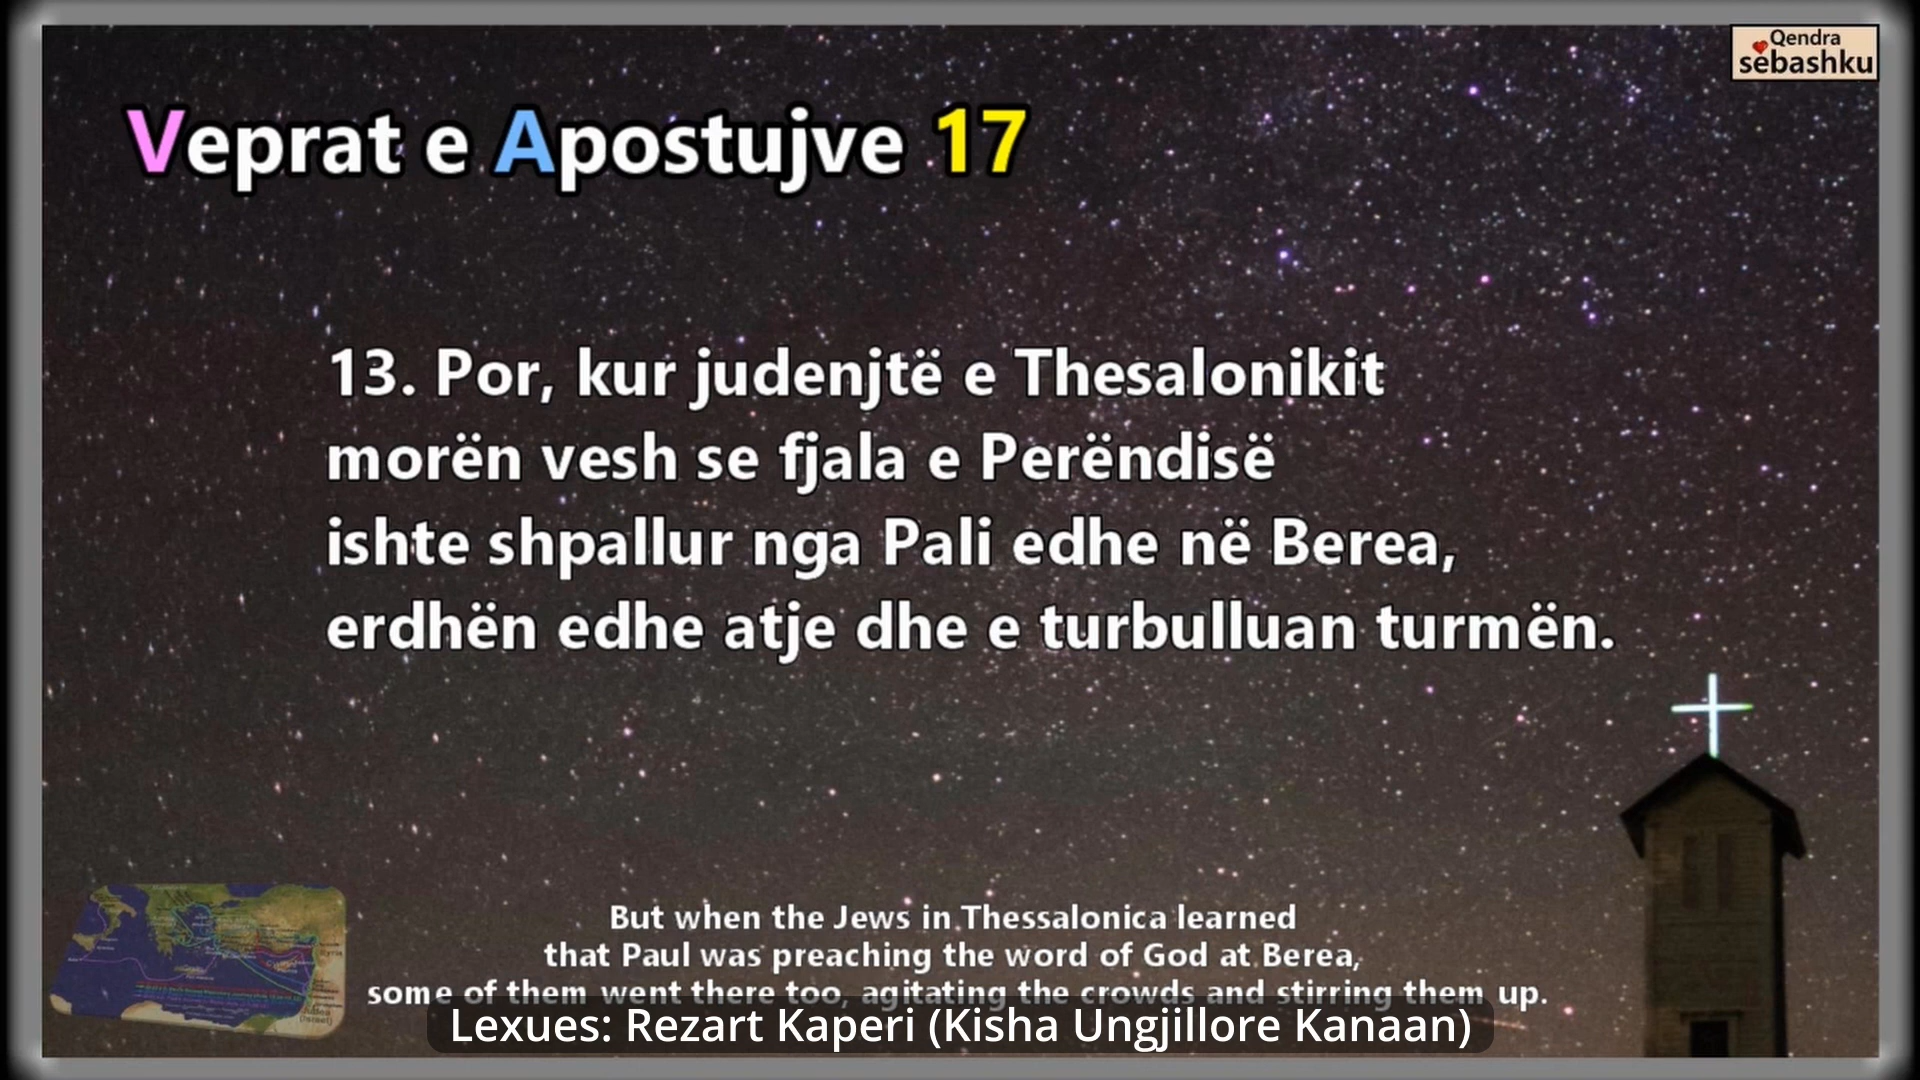 Qendra
sëbashku
Veprat e Apostujve 17
13. Por, kur judenjtë e Thesalonikit
morën vesh se fjala e Perëndisë
ishte shpallur nga Pali edhe në Berea,
erdhën edhe atje dhe e turbulluan turmën.
But when the Jews in Thessalonica learned
that Paul was preaching the word of God at Berea,
some of them went there too, agitating the crowds and stirring them up.
Lexues: Rezart Kaperi (Kisha Ungjillore Kanaan)